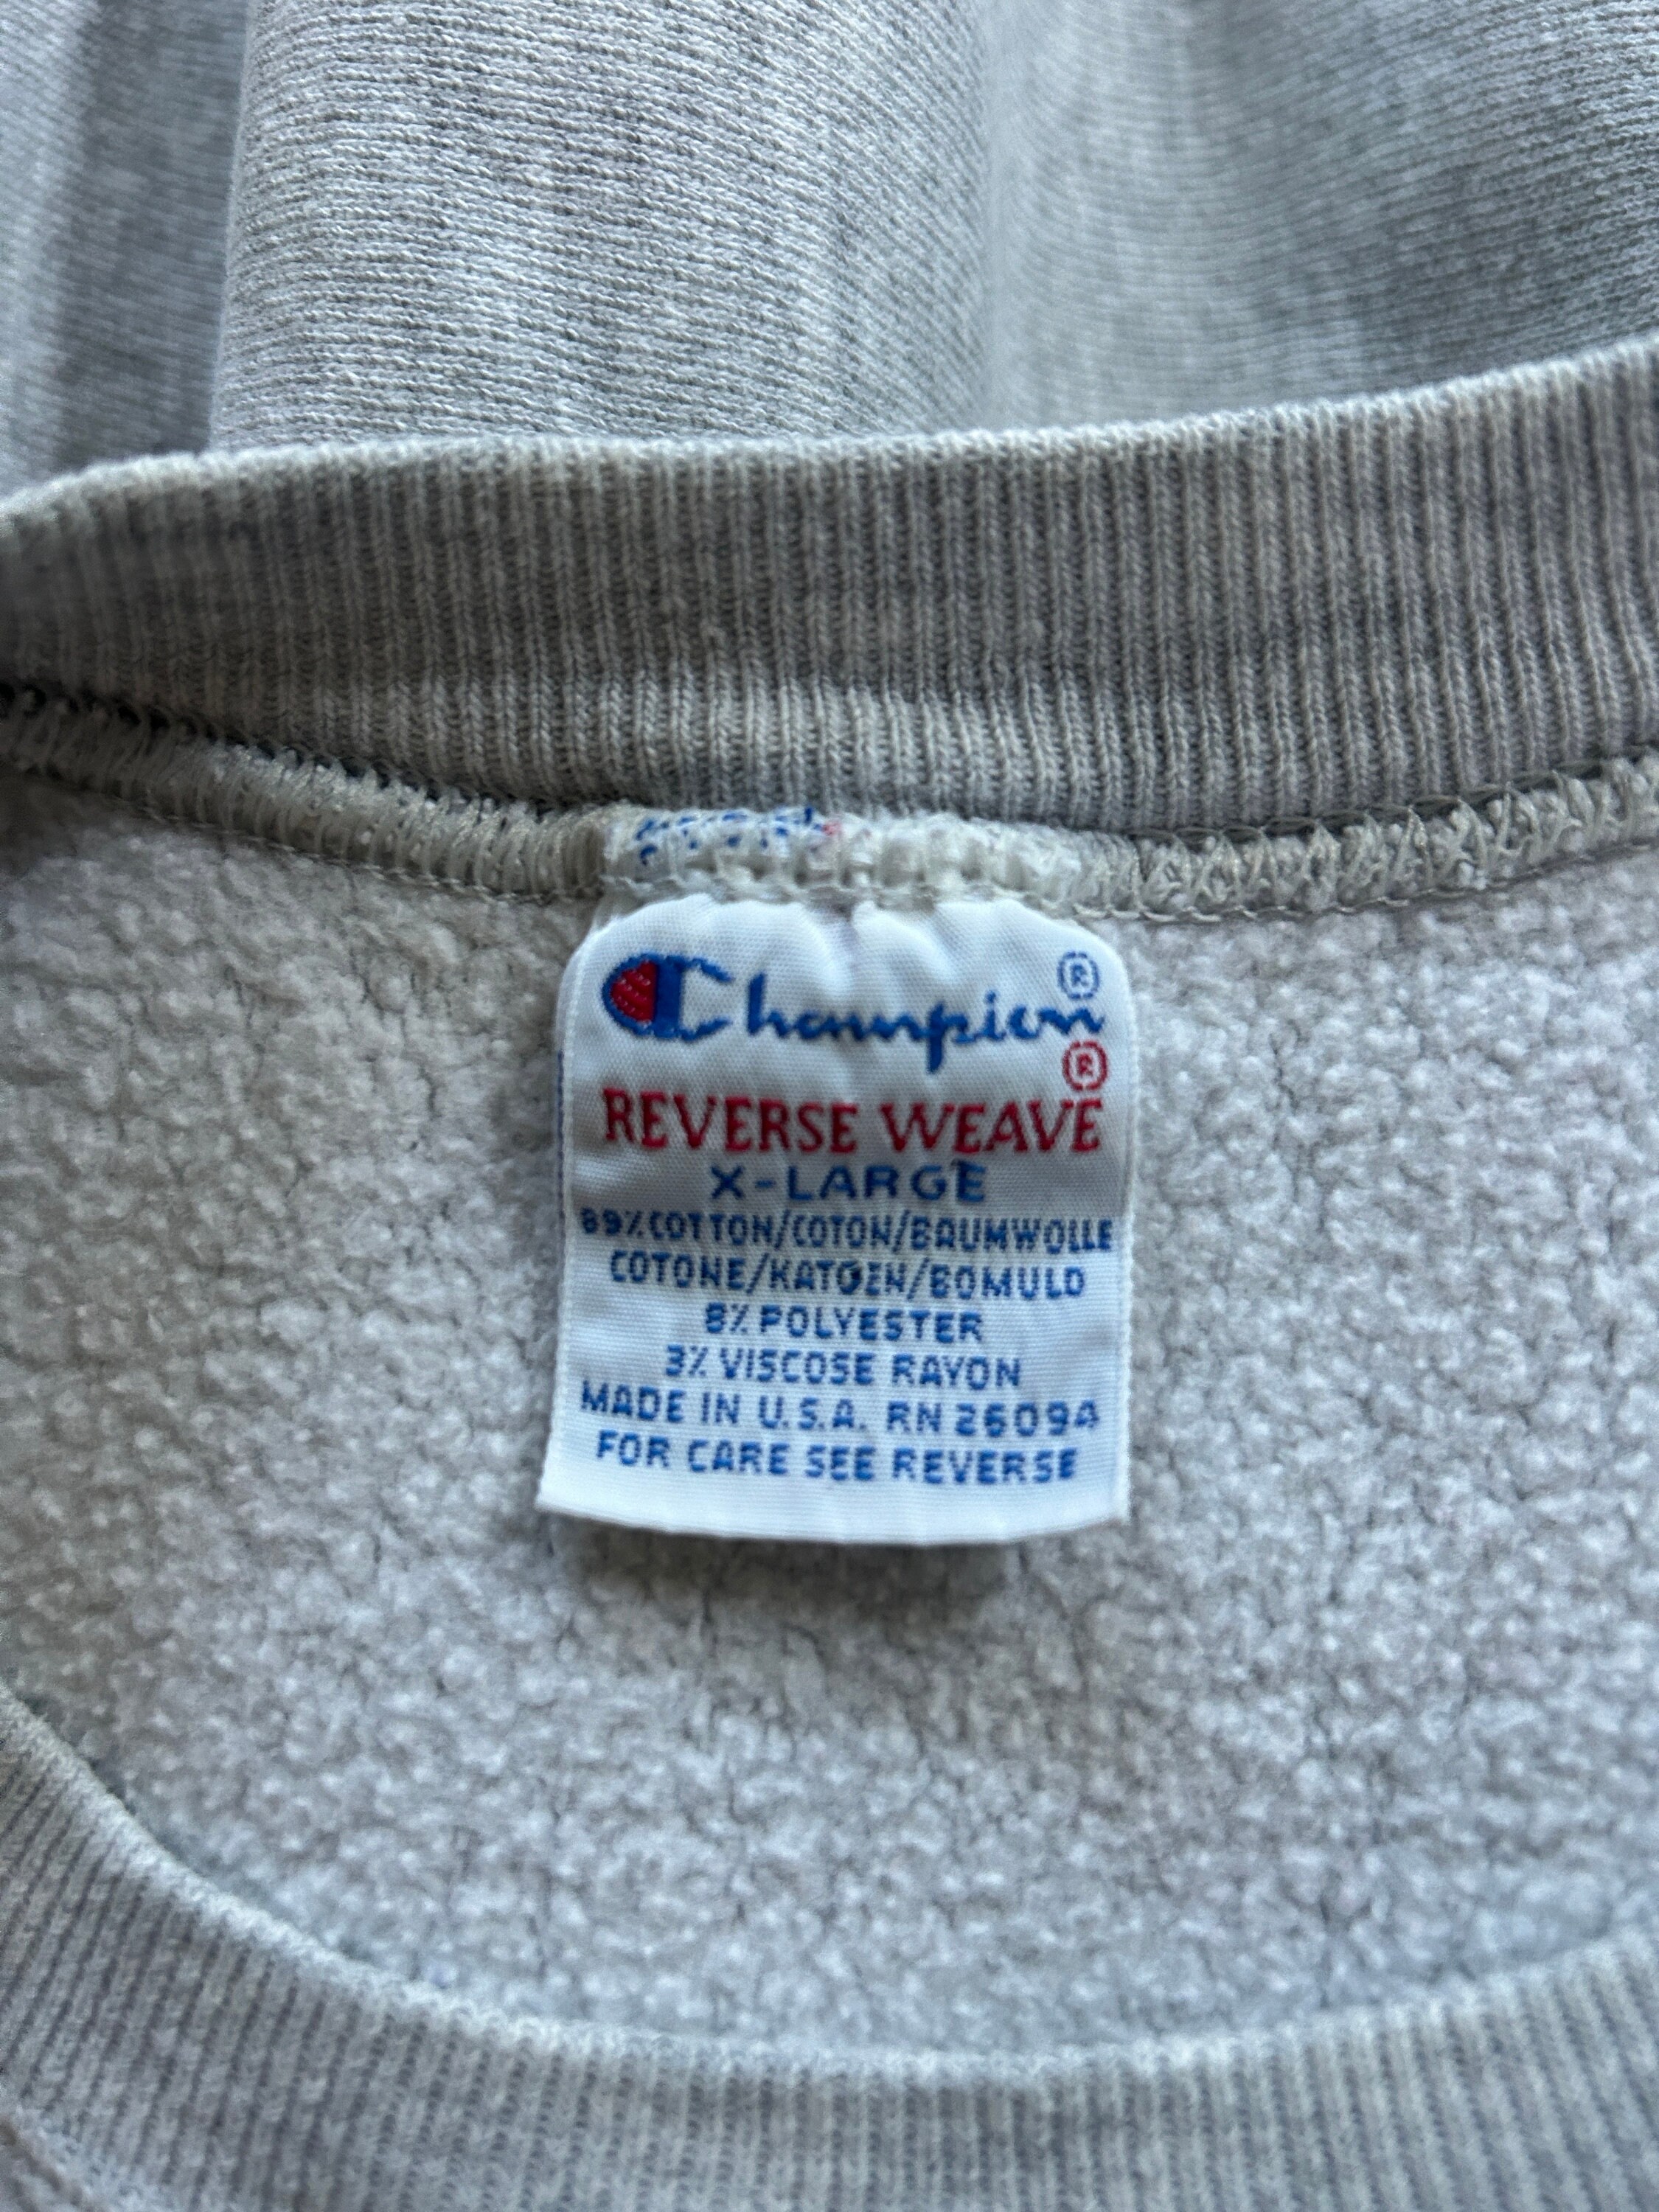 Champion®
®
REVERSE WEAVE
X-LARGE
89% COTTON/COTON/BAUMWOLLE
COTONE/KATOEN/BOMULD
8% POLYESTER
3% VISCOSE RAYON
MADE IN U.S.A. RN 26094
FOR CARE SEE REVERSE